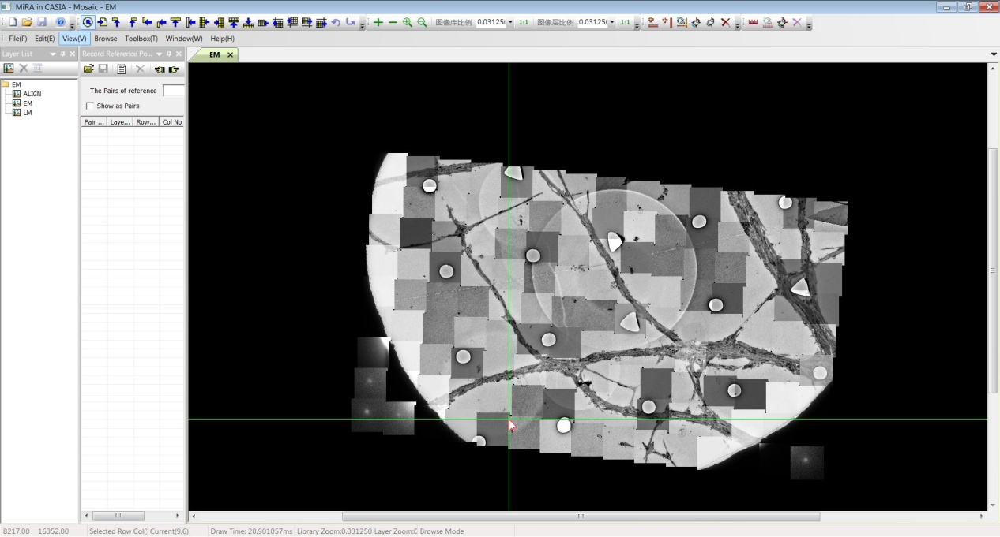 MiRA in CASIA - Mosaic - EM
图像库比例 0.03125 1:1 图像层比例 0.03125 1:1
File(F) Edit(E) View(V) Browse Toolbox(T) Window(W) Help(H)
Layer List
Record Reference Po...
EM
EM
ALIGN
EM
LM
The Pairs of reference
Show as Pairs
Pair ... Laye... Row... Col No
8217.00 16352.00 Selected Row Col( Current(9,6) Draw Time: 20.901057ms Library Zoom:0.031250 Layer Zoom:C Browse Mode